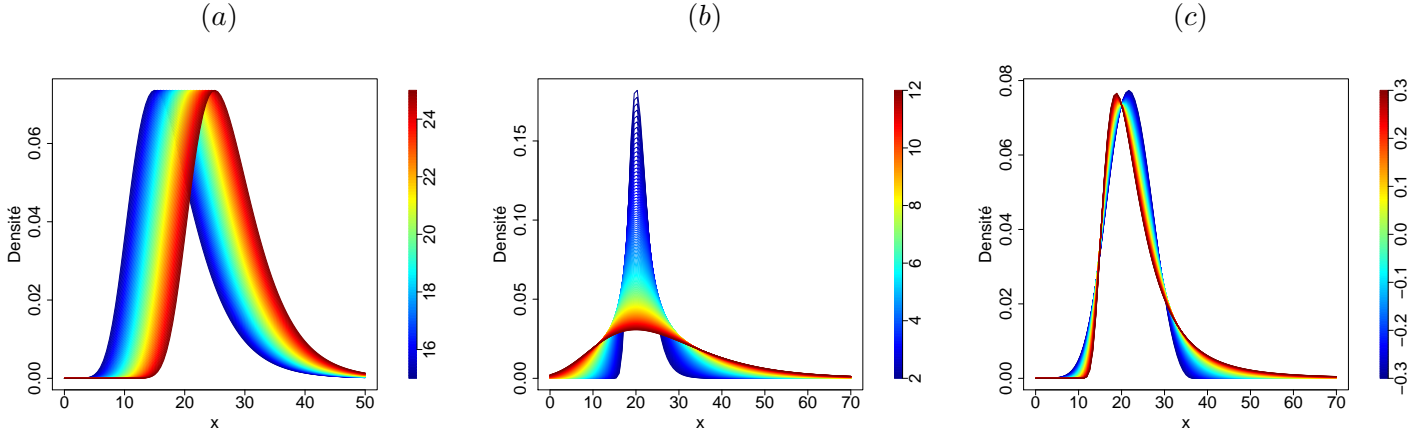 (a)
(b)
(c)
Densité
0.00 0.02 0.04 0.06
0 10 20 30 40 50
x
16 18 20 22 24
Densité
0.00 0.05 0.10 0.15
0 10 20 30 40 50 60 70
x
2 4 6 8 10 12
Densité
0.00 0.02 0.04 0.06 0.08
0 10 20 30 40 50 60 70
x
−0.3 −0.2 −0.1 0.0 0.1 0.2 0.3